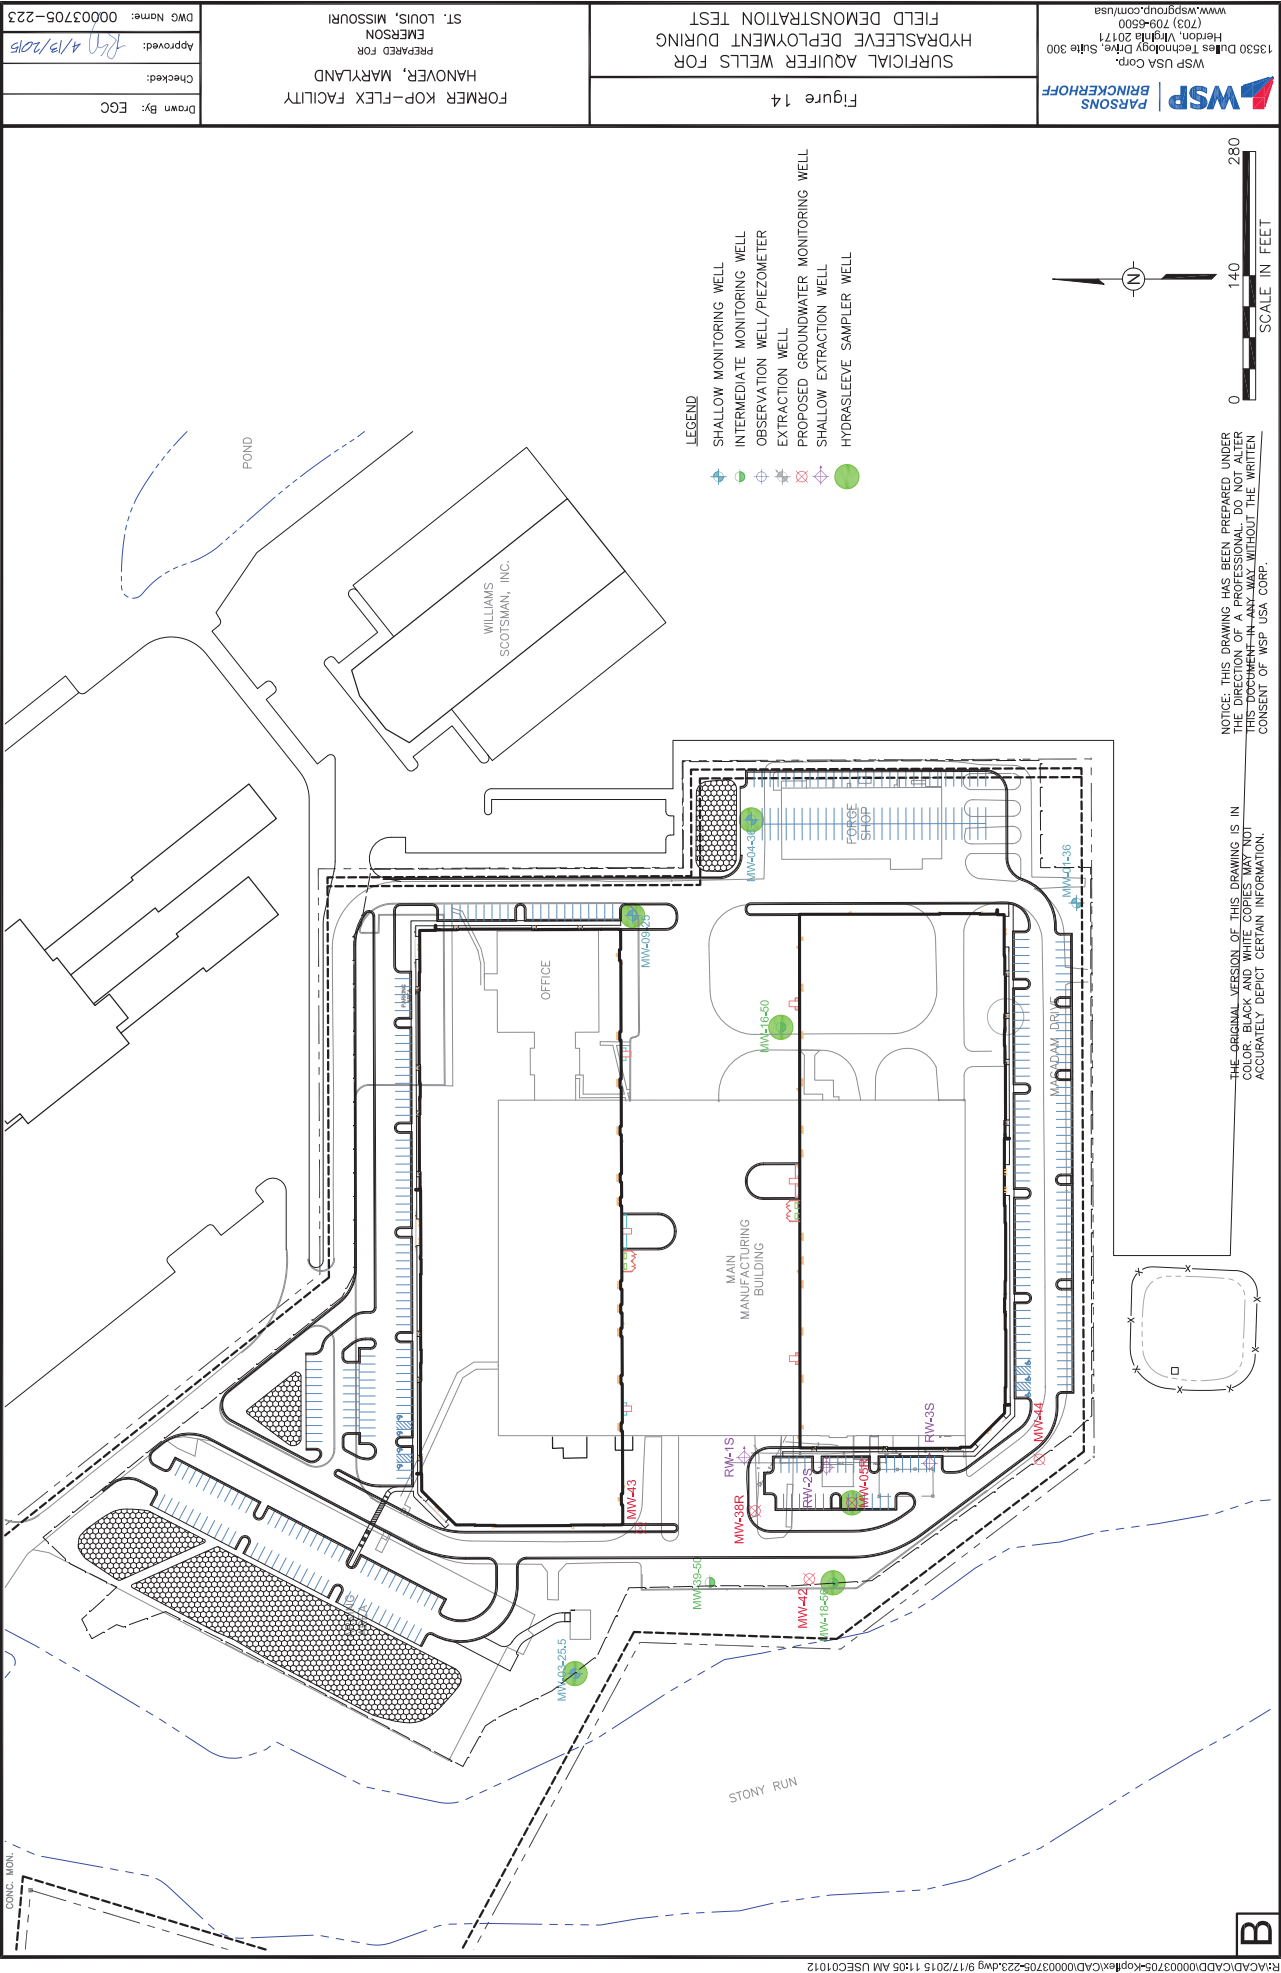 R:\ACAD\CADD\00003705-Kopflex\CAD\00003705-223.dwg 9/17/2015 11:05 AM USEC01012
B
CONC. MON.
STONY RUN
POND
WILLIAMS
SCOTSMAN, INC.
OFFICE
FORGE
SHOP
MACADAM DRIVE
MAIN
MANUFACTURING
BUILDING
MW-04-38
MW-01-36
MW-09-25
MW-16-50
RW-1S
RW-2S
RW-3S
MW-44
MW-43
MW-38R
MW-05R
MW-39-50
MW-42
MW-03-25.5
LEGEND
SHALLOW MONITORING WELL
INTERMEDIATE MONITORING WELL
OBSERVATION WELL/PIEZOMETER
EXTRACTION WELL
PROPOSED GROUNDWATER MONITORING WELL
SHALLOW EXTRACTION WELL
HYDRASLEEVE SAMPLER WELL
N
0 140 280
SCALE IN FEET
NOTICE: THIS DRAWING HAS BEEN PREPARED UNDER
THE DIRECTION OF A PROFESSIONAL. DO NOT ALTER
THIS DOCUMENT IN ANY WAY WITHOUT THE WRITTEN
CONSENT OF WSP USA CORP.
THE ORIGINAL VERSION OF THIS DRAWING IS IN
COLOR. BLACK AND WHITE COPIES MAY NOT
ACCURATELY DEPICT CERTAIN INFORMATION.
WSP
PARSONS
BRINCKERHOFF
WSP USA Corp.
13530 Dulles Technology Drive, Suite 300
Herdon, Virginia 20171
(703) 709-6500
www.wspgroup.com/usa
Figure 14
SURFICIAL AQUIFER WELLS FOR
HYDRASLEEVE DEPLOYMENT DURING
FIELD DEMONSTRATION TEST
FORMER KOP-FLEX FACILITY
HANOVER, MARYLAND
PREPARED FOR
EMERSON
ST. LOUIS, MISSOURI
Drawn By: EGC
Checked:
Approved: 4/13/2015
DWG Name: 00003705-223